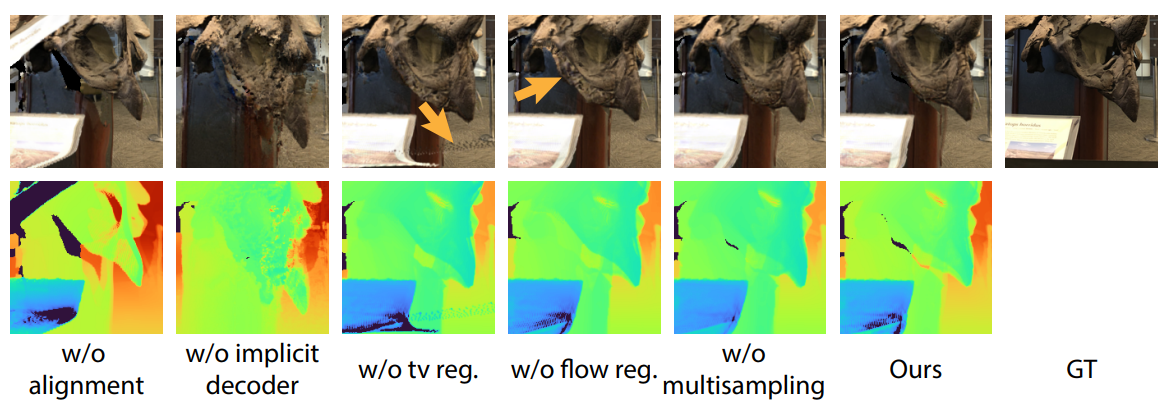 w/o
alignment
w/o implicit
decoder
w/o tv reg.
w/o flow reg.
w/o
multisampling
Ours
GT